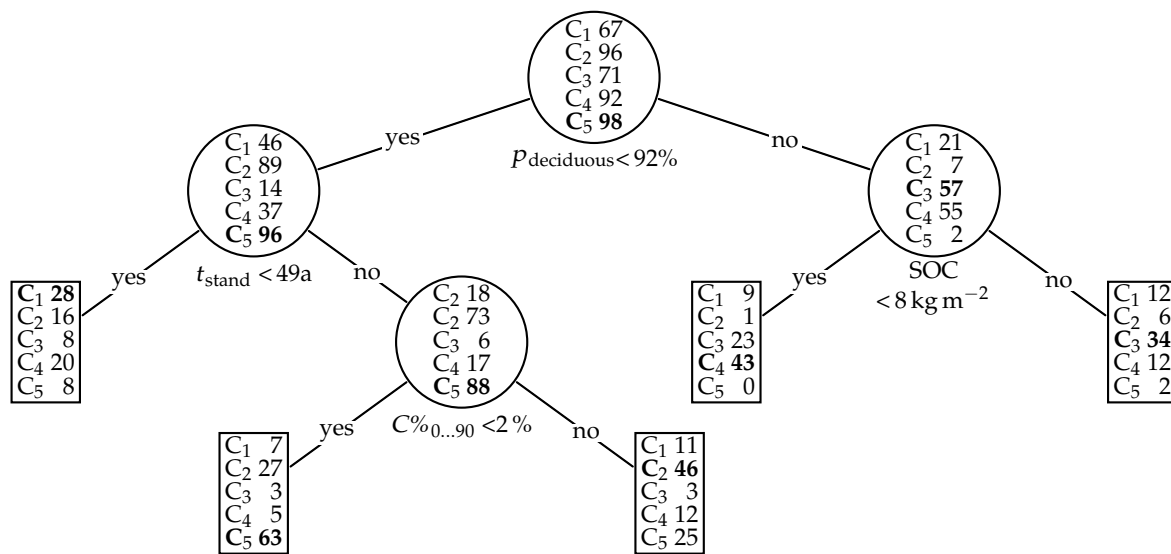 C₁ 67
C₂ 96
C₃ 71
C₄ 92
C₅ 98
p deciduous < 92%
yes
no
C₁ 46
C₂ 89
C₃ 14
C₄ 37
C₅ 96
t stand < 49a
C₁ 21
C₂ 7
C₃ 57
C₄ 55
C₅ 2
SOC
< 8 kg m⁻²
yes
no
yes
no
C₁ 28
C₂ 16
C₃ 8
C₄ 20
C₅ 8
C₂ 18
C₂ 73
C₃ 6
C₄ 17
C₅ 88
C%₀...₉₀ <2 %
C₁ 9
C₂ 1
C₃ 23
C₄ 43
C₅ 0
C₁ 12
C₂ 6
C₃ 34
C₄ 12
C₅ 2
yes
no
C₁ 7
C₂ 27
C₃ 3
C₄ 5
C₅ 63
C₁ 11
C₂ 46
C₃ 3
C₄ 12
C₅ 25